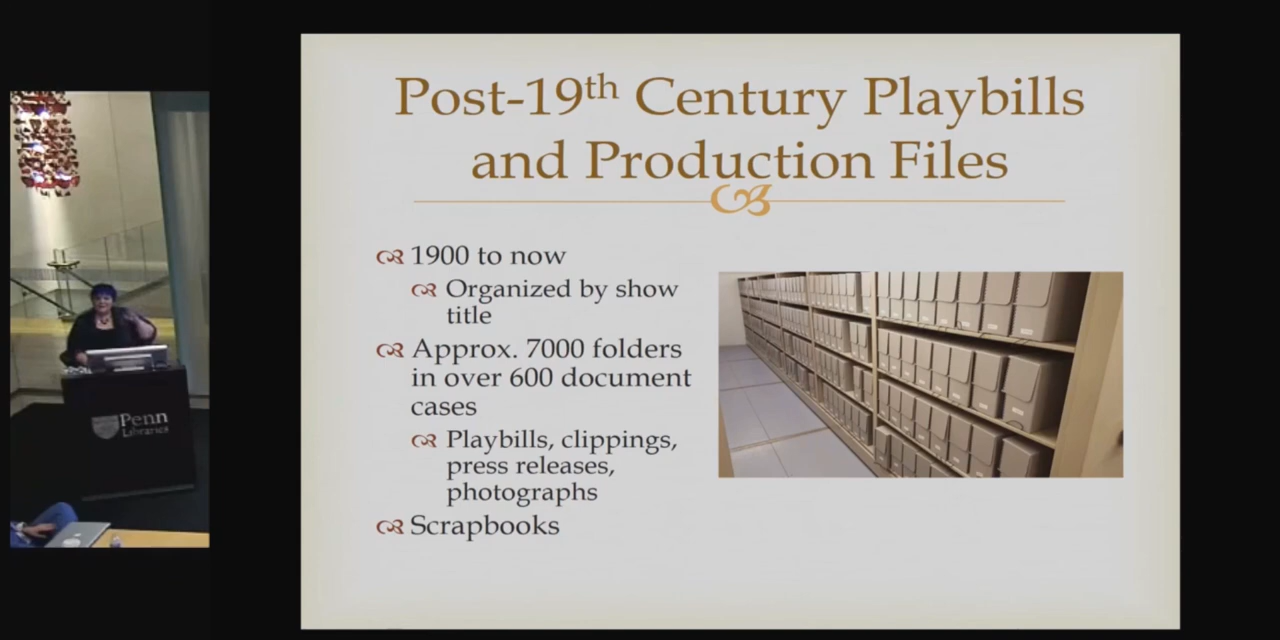 Post-19th Century Playbills
and Production Files
1900 to now
Organized by show
title
Approx. 7000 folders
in over 600 document
cases
Playbills, clippings,
press releases,
photographs
Scrapbooks
Penn
Libraries